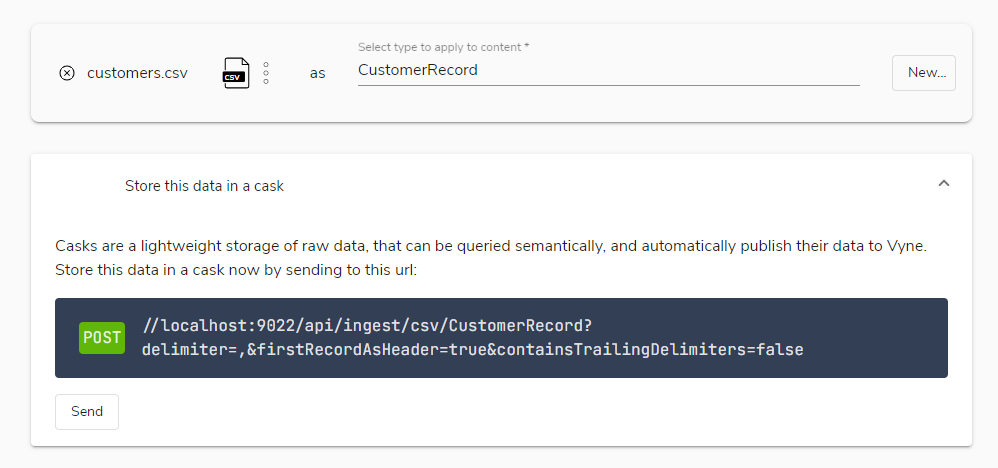 Select type to apply to content *
customers.csv
CSV
as
CustomerRecord
New...
Store this data in a cask
Casks are a lightweight storage of raw data, that can be queried semantically, and automatically publish their data to Vyne.
Store this data in a cask now by sending to this url:
POST
//localhost:9022/api/ingest/csv/CustomerRecord?
delimiter=,&firstRecordAsHeader=true&containsTrailingDelimiters=false
Send